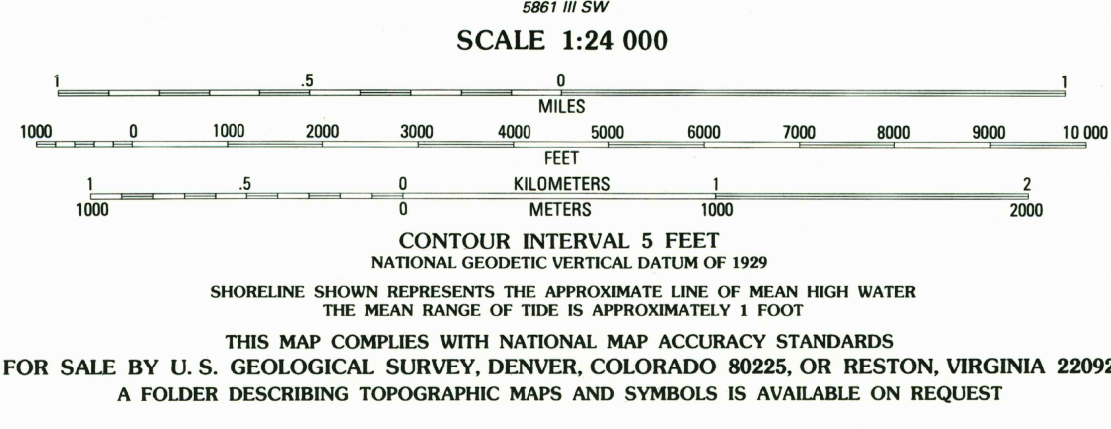 5861 III SW
SCALE 1:24 000
1 .5 0 1
MILES
1000 0 1000 2000 3000 4000 5000 6000 7000 8000 9000 10 000
FEET
1 .5 0 KILOMETERS 1 2
1000 0 METERS 1000 2000
CONTOUR INTERVAL 5 FEET
NATIONAL GEODETIC VERTICAL DATUM OF 1929
SHORELINE SHOWN REPRESENTS THE APPROXIMATE LINE OF MEAN HIGH WATER
THE MEAN RANGE OF TIDE IS APPROXIMATELY 1 FOOT
THIS MAP COMPLIES WITH NATIONAL MAP ACCURACY STANDARDS
FOR SALE BY U. S. GEOLOGICAL SURVEY, DENVER, COLORADO 80225, OR RESTON, VIRGINIA 22092
A FOLDER DESCRIBING TOPOGRAPHIC MAPS AND SYMBOLS IS AVAILABLE ON REQUEST